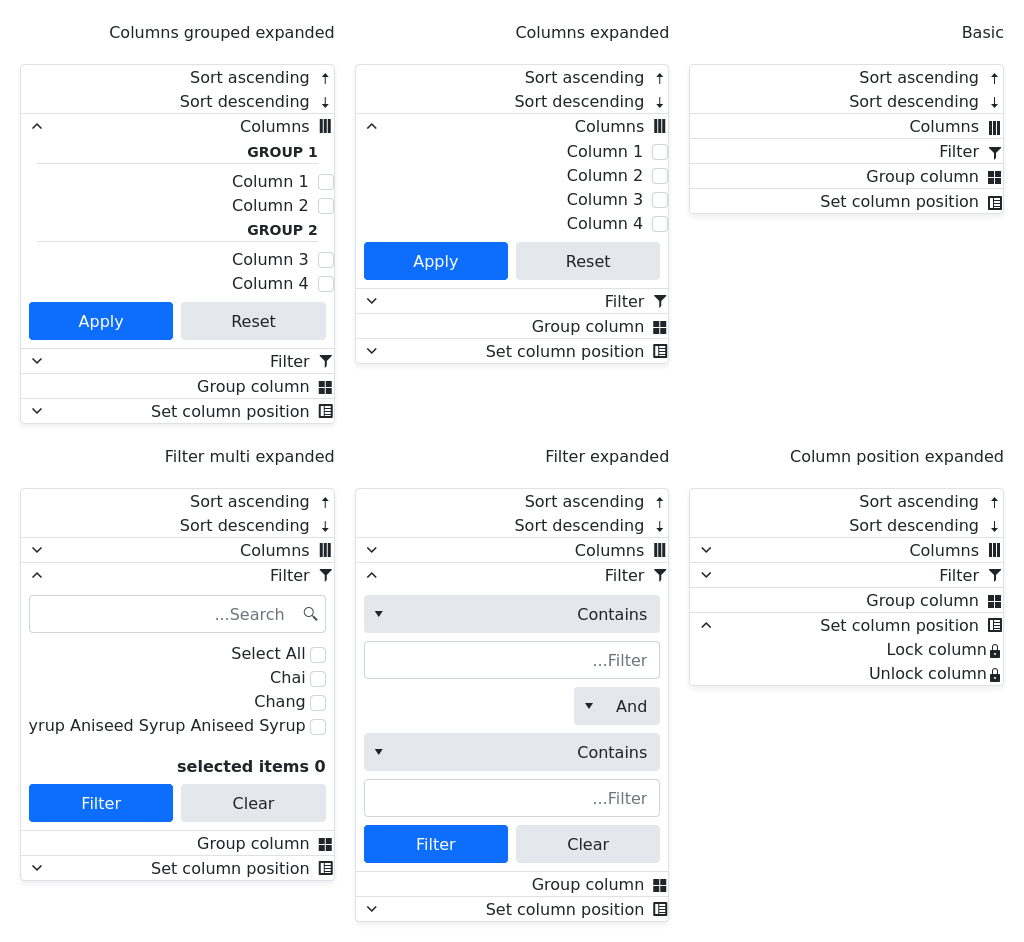 Columns grouped expanded
Sort ascending
Sort descending
Columns
GROUP 1
Column 1
Column 2
GROUP 2
Column 3
Column 4
Apply Reset
Filter
Group column
Set column position
Columns expanded
Sort ascending
Sort descending
Columns
Column 1
Column 2
Column 3
Column 4
Apply Reset
Filter
Group column
Set column position
Basic
Sort ascending
Sort descending
Columns
Filter
Group column
Set column position
Filter multi expanded
Sort ascending
Sort descending
Columns
Filter
...Search
Select All
Chai
Chang
yrup Aniseed Syrup Aniseed Syrup
selected items 0
Filter Clear
Group column
Set column position
Filter expanded
Sort ascending
Sort descending
Columns
Filter
Contains
...Filter
And
Contains
...Filter
Filter Clear
Group column
Set column position
Column position expanded
Sort ascending
Sort descending
Columns
Filter
Group column
Set column position
Lock column
Unlock column